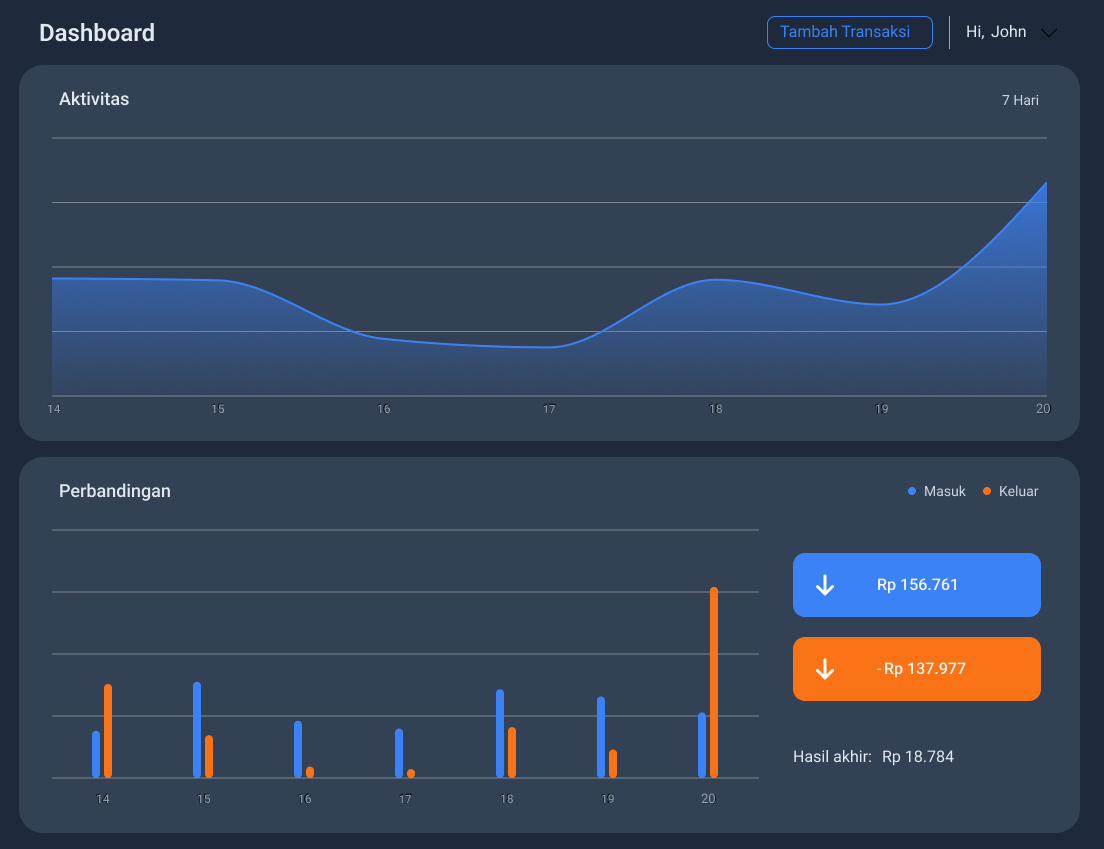 Dashboard
Tambah Transaksi
Hi, John
Aktivitas
7 Hari
14 15 16 17 18 19 20
Perbandingan
Masuk Keluar
Rp 156.761
- Rp 137.977
Hasil akhir: Rp 18.784
14 15 16 17 18 19 20